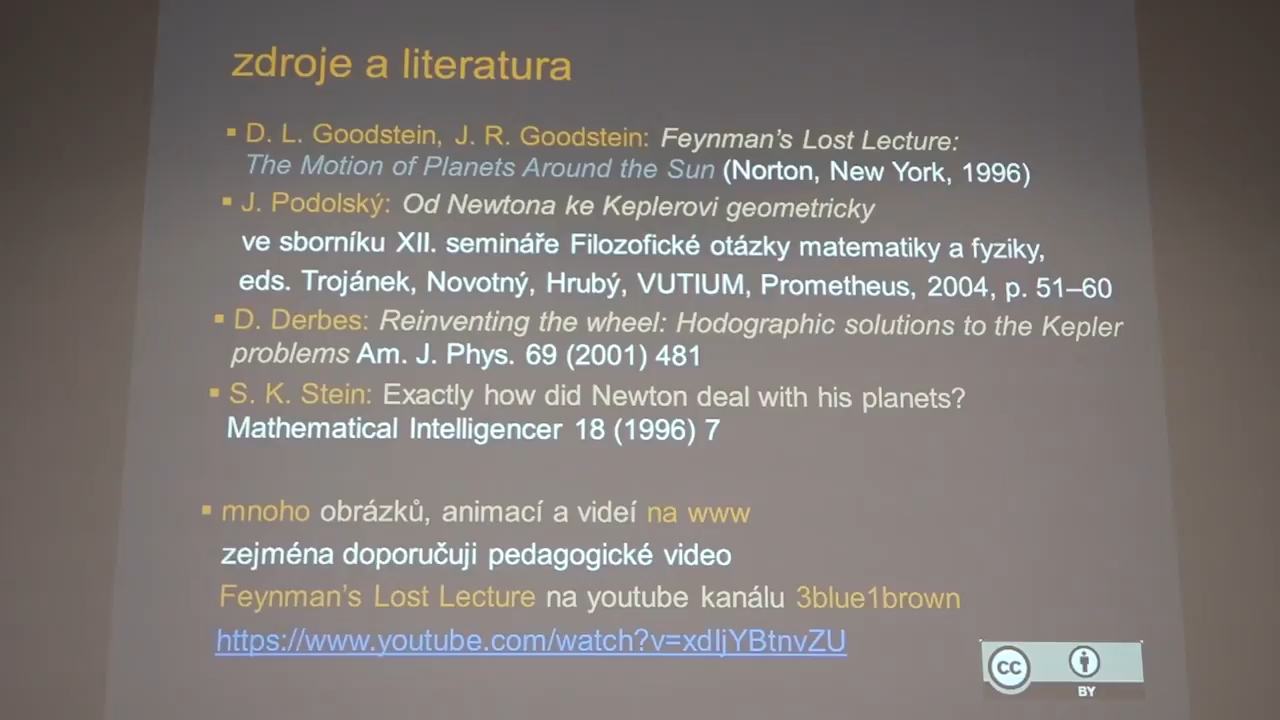 zdroje a literatura
▪ D. L. Goodstein, J. R. Goodstein: Feynman's Lost Lecture:
The Motion of Planets Around the Sun (Norton, New York, 1996)
▪ J. Podolský: Od Newtona ke Keplerovi geometricky
ve sborníku XII. semináře Filozofické otázky matematiky a fyziky,
eds. Trojánek, Novotný, Hrubý, VUTIUM, Prometheus, 2004, p. 51–60
▪ D. Derbes: Reinventing the wheel: Hodographic solutions to the Kepler
problems Am. J. Phys. 69 (2001) 481
▪ S. K. Stein: Exactly how did Newton deal with his planets?
Mathematical Intelligencer 18 (1996) 7
▪ mnoho obrázků, animací a videí na www
zejména doporučuji pedagogické video
Feynman's Lost Lecture na youtube kanálu 3blue1brown
https://www.youtube.com/watch?v=xdIjYBtnvZU
cc
BY